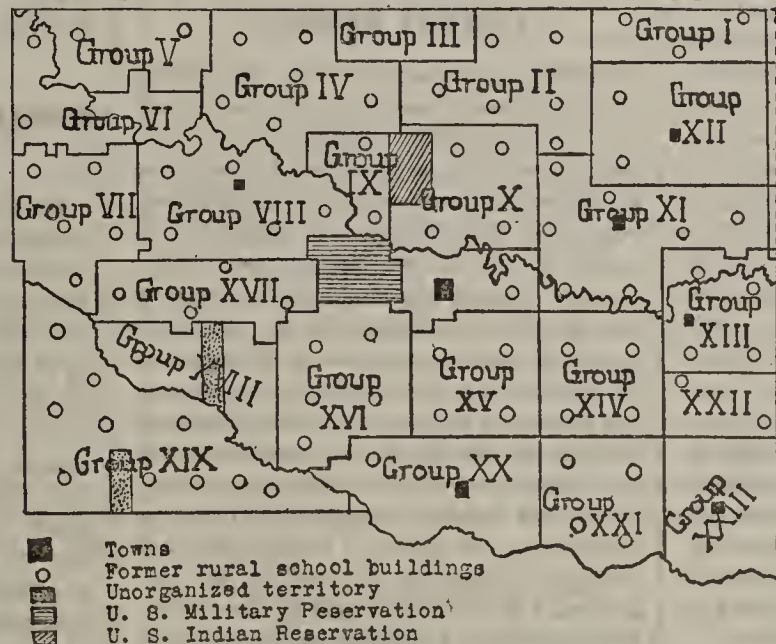 Group V
Group III
Group I
Group IV
Group II
Group VI
Group
XII
Group
IX
Group VII
Group VIII
Group X
Group XI
Group XVII
Group
XIII
Group XVIII
Group
XVI
Group
XV
Group
XIV
XXII
Group XIX
Group XX
Group
XXI
Group
XXIII
Towns
Former rural school buildings
Unorganized territory
U. S. Military Peservation
U. S. Indian Reservation